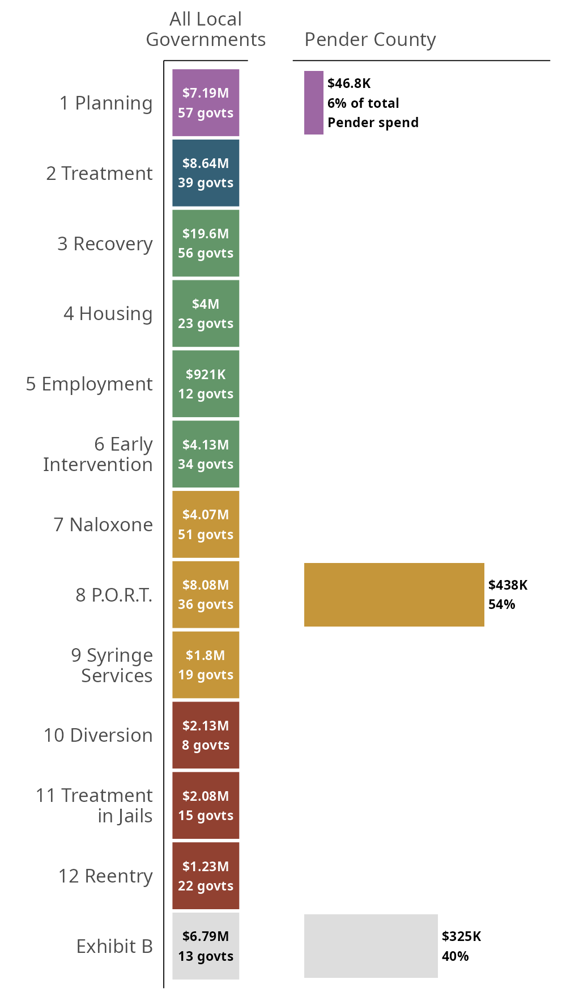 All Local
Governments
Pender County
1 Planning
$7.19M
57 govts
$46.8K
6% of total
Pender spend
2 Treatment
$8.64M
39 govts
3 Recovery
$19.6M
56 govts
4 Housing
$4M
23 govts
5 Employment
$921K
12 govts
6 Early
Intervention
$4.13M
34 govts
7 Naloxone
$4.07M
51 govts
8 P.O.R.T.
$8.08M
36 govts
$438K
54%
9 Syringe
Services
$1.8M
19 govts
10 Diversion
$2.13M
8 govts
11 Treatment
in Jails
$2.08M
15 govts
12 Reentry
$1.23M
22 govts
Exhibit B
$6.79M
13 govts
$325K
40%